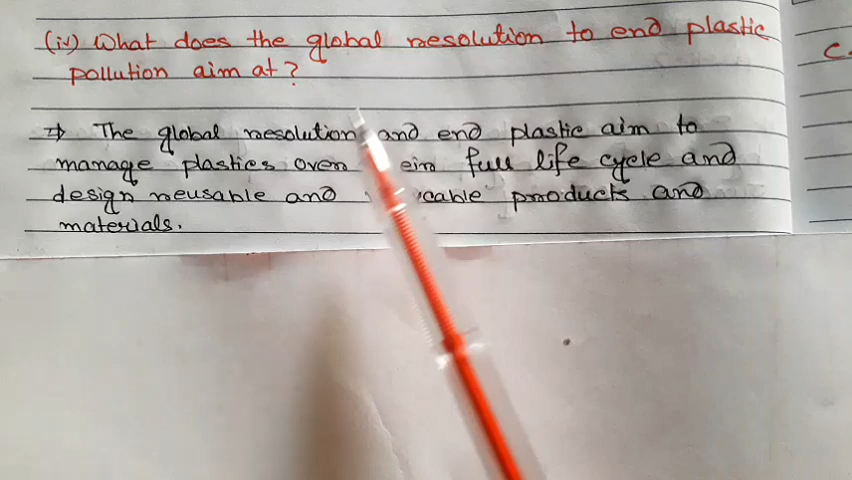 (iv) What does the global resolution to end plastic
pollution aim at?
⇒ The global resolution and end plastic aim to
manage plastics over full life cycle and
design reusable and products and
materials.
C